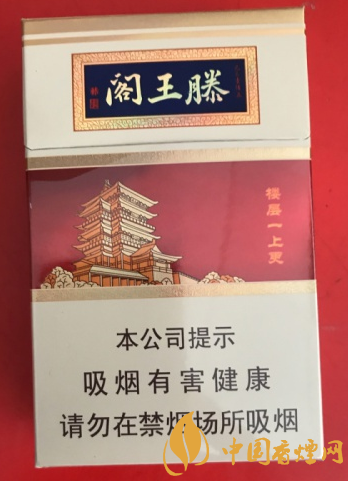 滕王阁
楼层一上更
本公司提示
吸烟有害健康
请勿在禁烟场所吸烟
中国香烟网